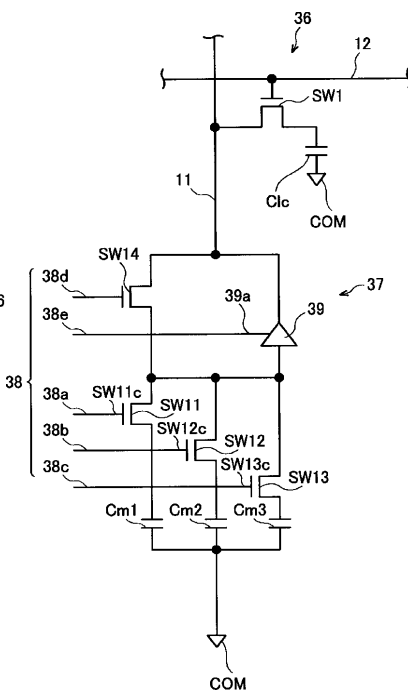 36
12
SW1
Clc
11
COM
SW14
38d
6
37
39a
39
38e
38
SW11c
38a
SW11
38b
SW12c
SW12
38c
SW13c
SW13
Cm1
Cm2
Cm3
COM